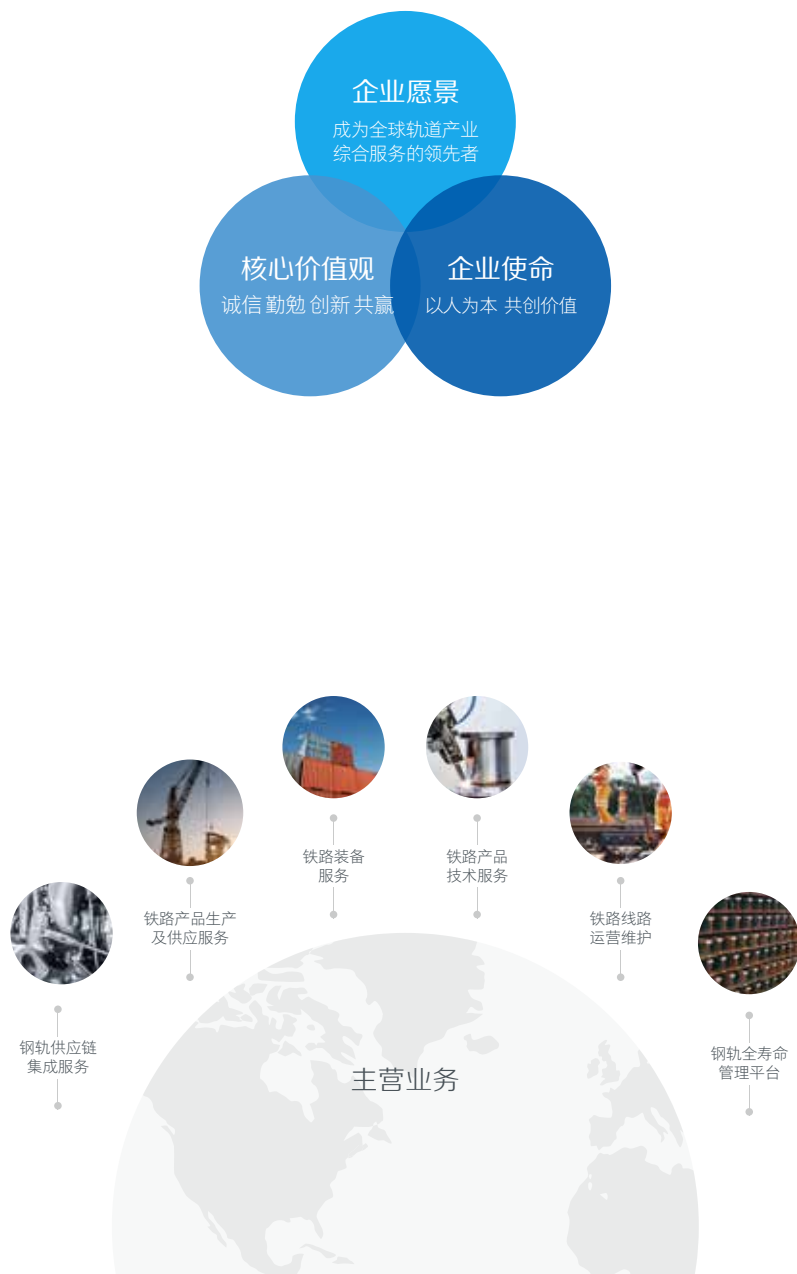 企业愿景
成为全球轨道产业
综合服务的领先者
核心价值观
诚信 勤勉 创新 共赢
企业使命
以人为本 共创价值
铁路装备
服务
铁路产品
技术服务
铁路产品生产
及供应服务
铁路线路
运营维护
钢轨供应链
集成服务
钢轨全寿命
管理平台
主营业务